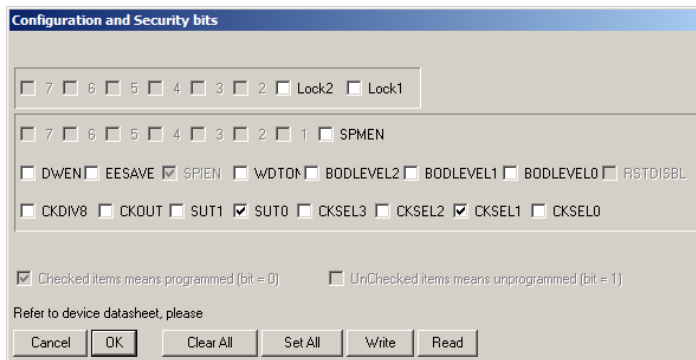 Configuration and Security bits
7 6 5 4 3 2 Lock2 Lock1
7 6 5 4 3 2 1 SPMEN
DWEN EESAVE SPIEN WDTON BODLEVEL2 BODLEVEL1 BODLEVEL0 RSTDISBL
CKDIV8 CKOUT SUT1 SUT0 CKSEL3 CKSEL2 CKSEL1 CKSEL0
Checked items means programmed (bit = 0) UnChecked items means unprogrammed (bit = 1)
Refer to device datasheet, please
Cancel OK Clear All Set All Write Read